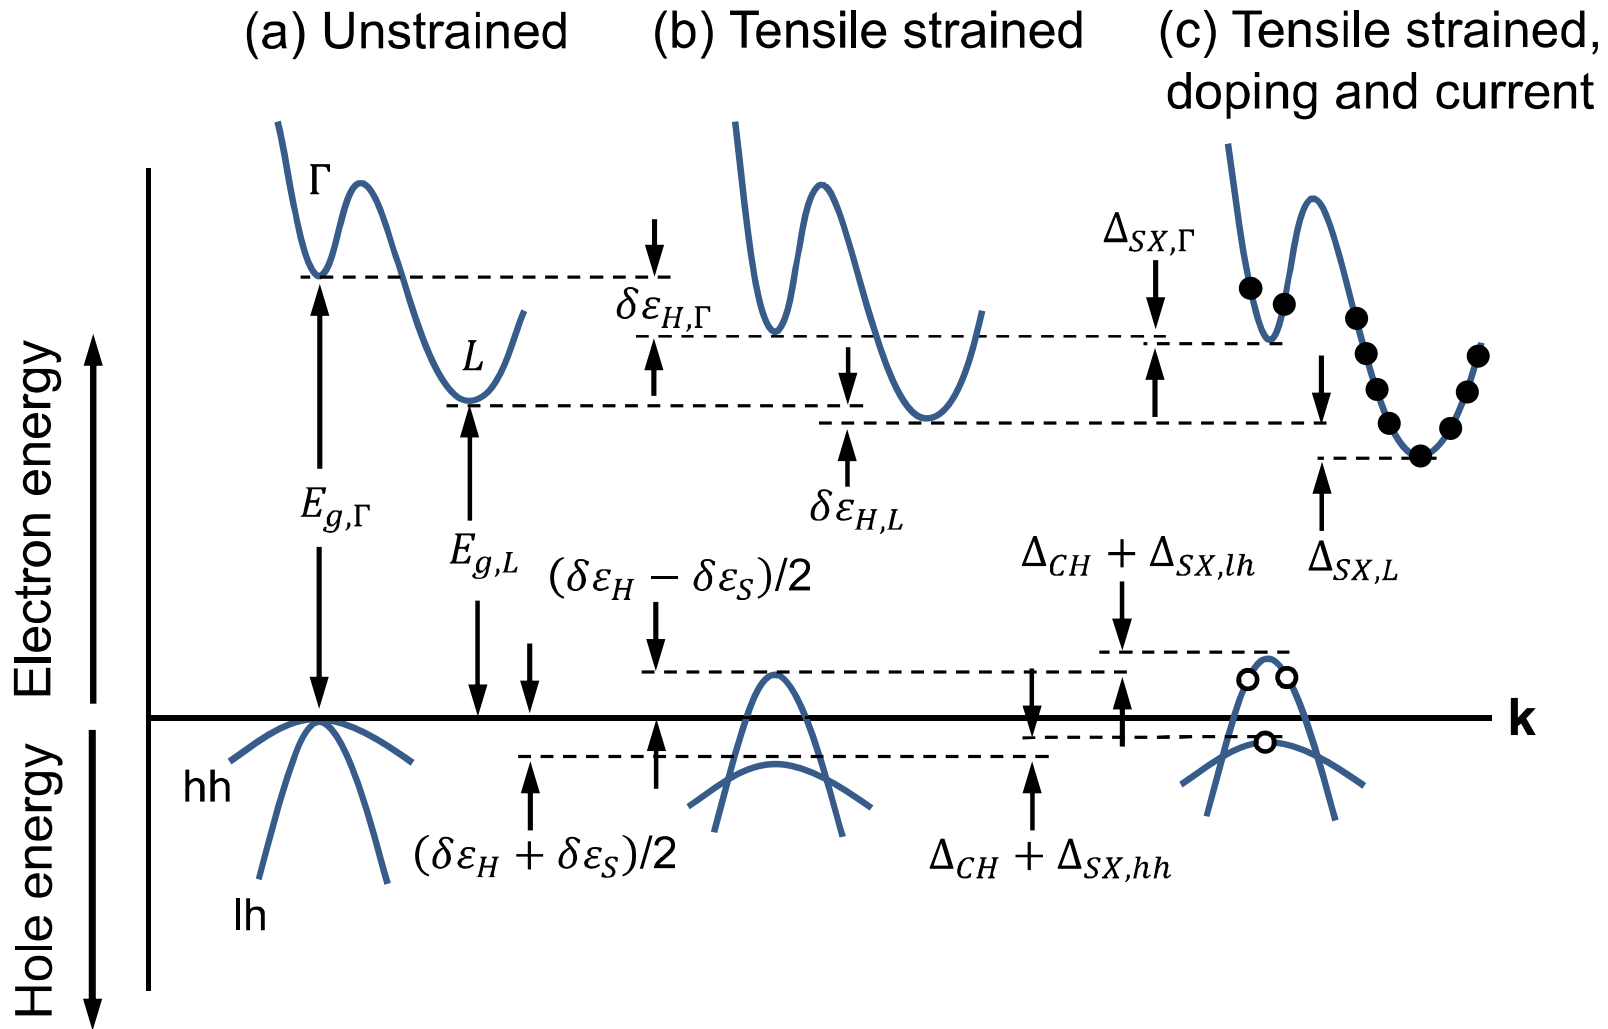 (a) Unstrained
(b) Tensile strained
(c) Tensile strained,
doping and current
Electron energy
Hole energy
Γ
L
E_{g,Γ}
E_{g,L}
δε_{H,Γ}
δε_{H,L}
Δ_{SX,Γ}
Δ_{SX,L}
(δε_H − δε_S)/2
Δ_{CH} + Δ_{SX,lh}
k
hh
lh
(δε_H + δε_S)/2
Δ_{CH} + Δ_{SX,hh}